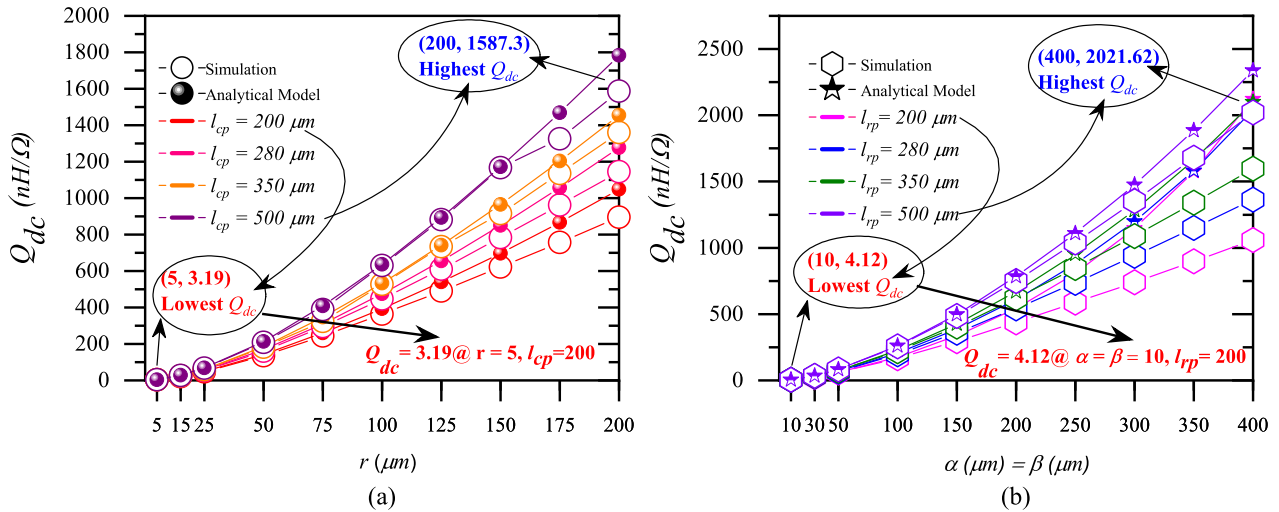 (a)
2000
1800
1600
1400
1200
1000
800
600
400
200
0
Q_dc (nH/Ω)
Simulation
Analytical Model
l_cp = 200 μm
l_cp = 280 μm
l_cp = 350 μm
l_cp = 500 μm
(200, 1587.3)
Highest Q_dc
(5, 3.19)
Lowest Q_dc
Q_dc = 3.19@ r = 5, l_cp=200
5 15 25 50 75 100 125 150 175 200
r (μm)
(a)
(b)
2500
2000
1500
1000
500
0
Q_dc (nH/Ω)
(400, 2021.62)
Highest Q_dc
Simulation
Analytical Model
l_rp = 200 μm
l_rp = 280 μm
l_rp = 350 μm
l_rp = 500 μm
(10, 4.12)
Lowest Q_dc
Q_dc = 4.12@ α = β = 10, l_rp= 200
10 30 50 100 150 200 250 300 350 400
α (μm) = β (μm)
(b)